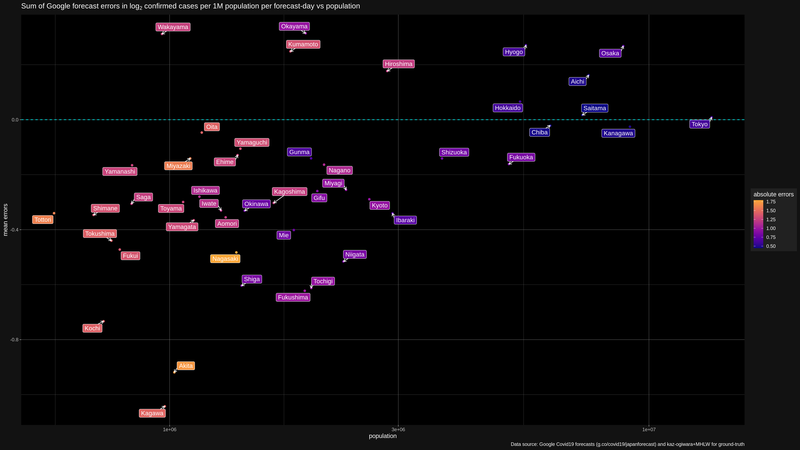 Sum of Google forecast errors in log2 confirmed cases per 1M population per forecast-day vs population
Wakayama
Okayama
Kumamoto
Hyogo
Osaka
Hiroshima
Aichi
Hokkaido
Saitama
0.0
Oita
Tokyo
Chiba
Kanagawa
Yamaguchi
Gunma
Shizuoka
Fukuoka
Miyazaki
Ehime
Yamanashi
Nagano
Miyagi
absolute errors
1.75
1.50
1.25
1.00
0.75
0.50
Saga
Ishikawa
Kagoshima
Gifu
Shimane
Toyama
Iwate
Okinawa
Kyoto
Tottori
Aomori
Ibaraki
Yamagata
mean errors
-0.4
Tokushima
Mie
Fukui
Nagasaki
Niigata
Shiga
Tochigi
Fukushima
Kochi
-0.8
Akita
Kagawa
1e+06
3e+06
1e+07
population
Data source: Google Covid19 forecasts (g.co/covid19/japanforecast) and kaz-ogiwara+MHLW for ground-truth